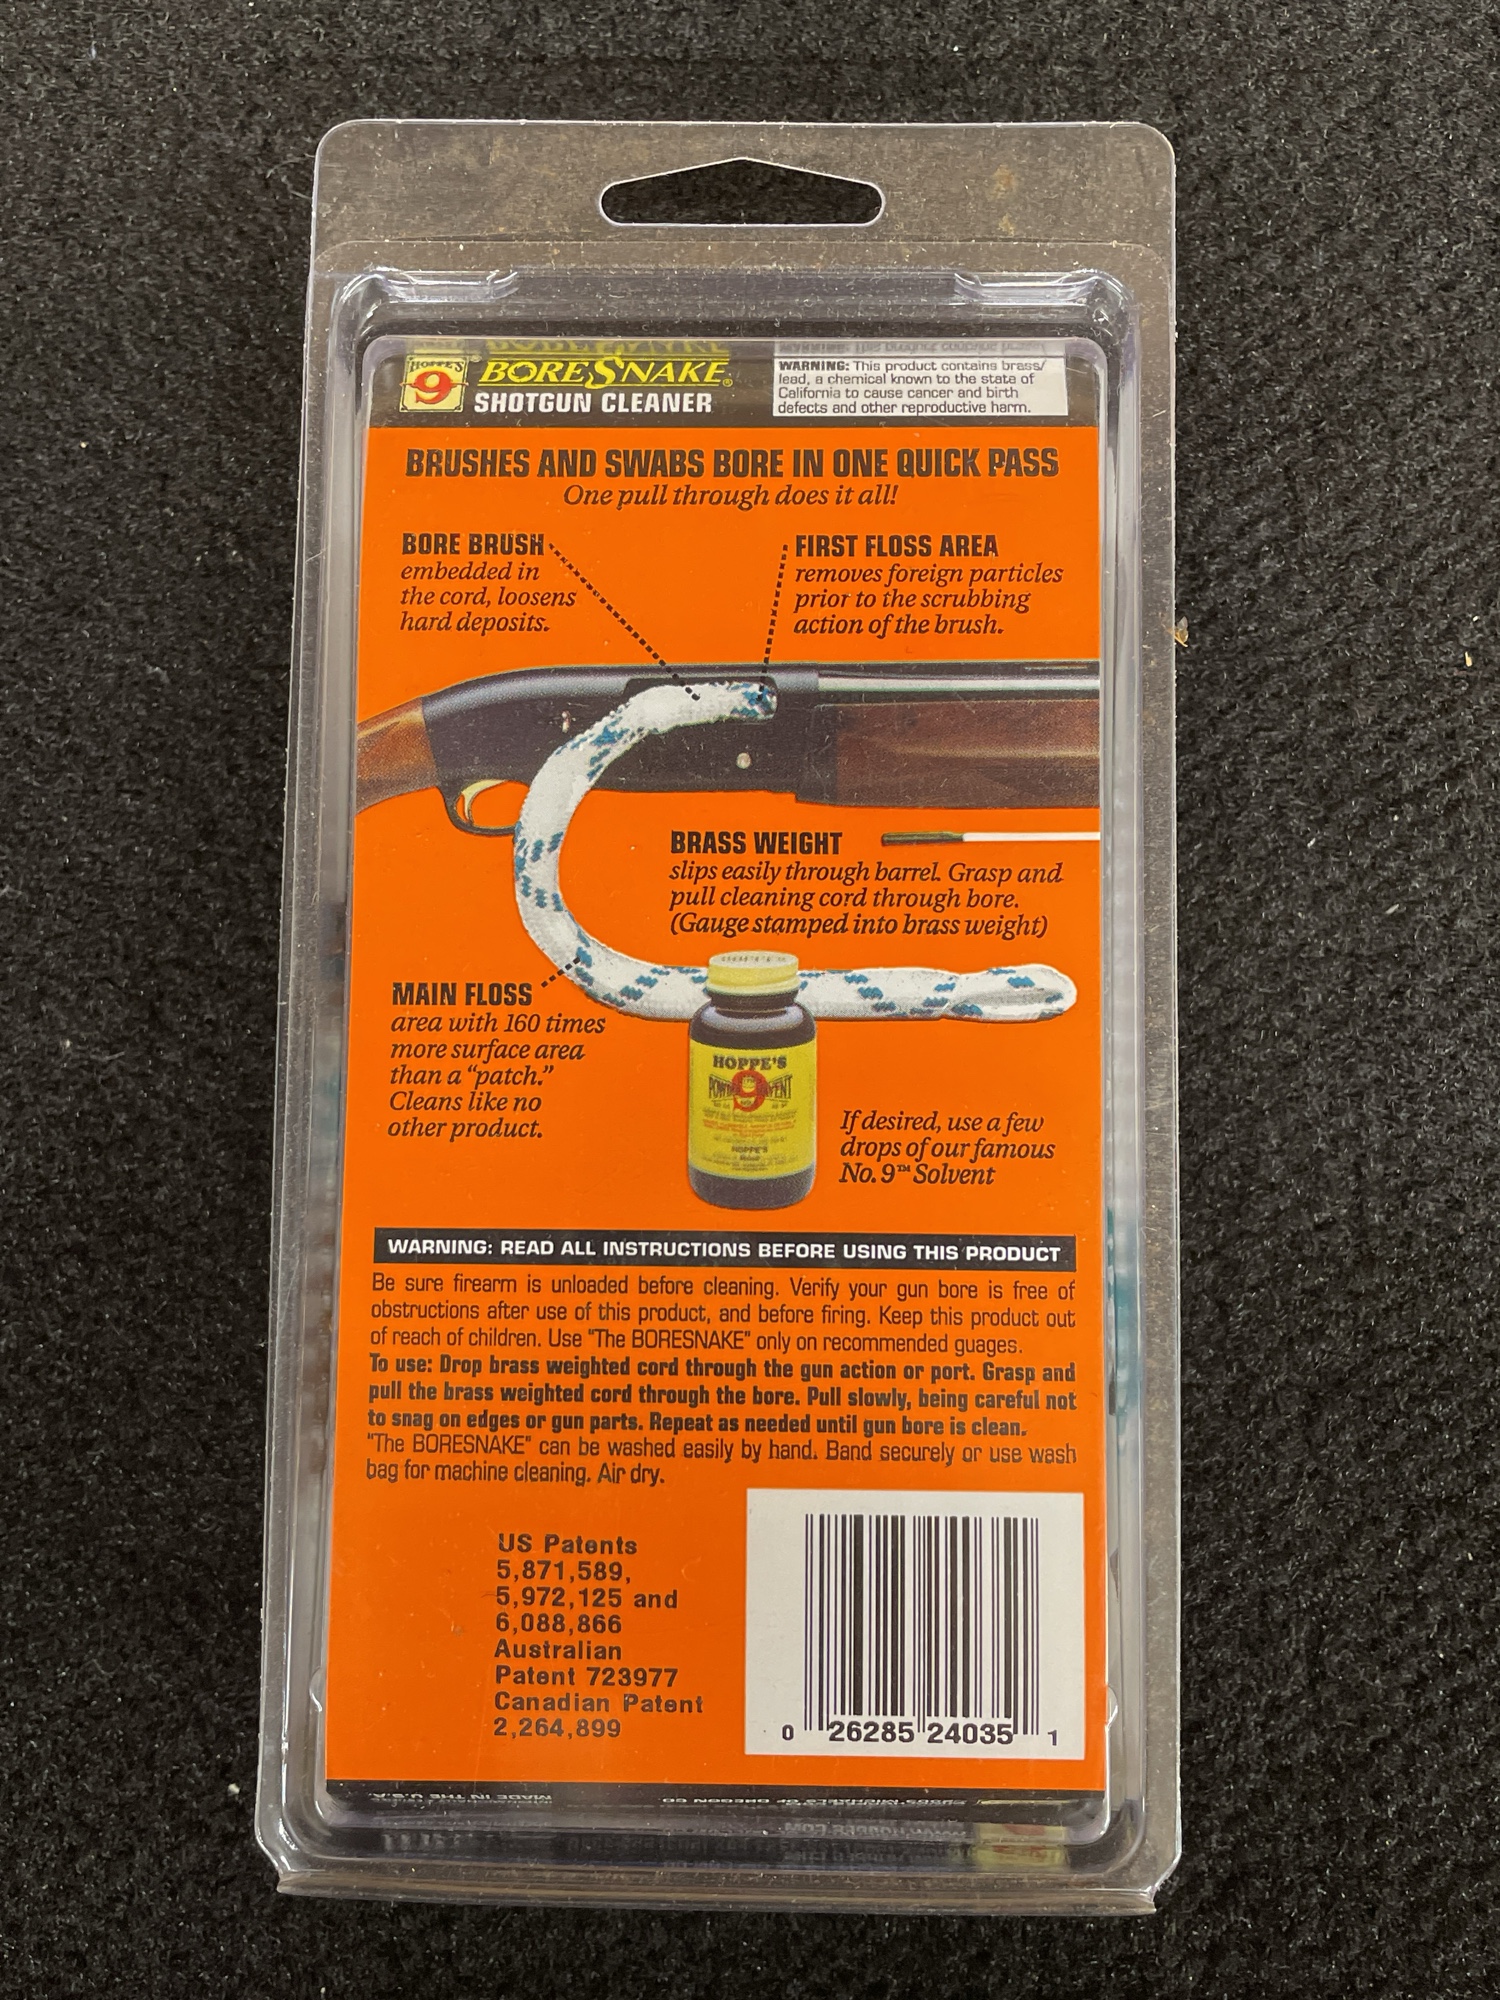 HOPPE'S
9
BORESNAKE®
SHOTGUN CLEANER
WARNING: This product contains brass/
lead, a chemical known to the state of
California to cause cancer and birth
defects and other reproductive harm.
BRUSHES AND SWABS BORE IN ONE QUICK PASS
One pull through does it all!
BORE BRUSH
embedded in
the cord, loosens
hard deposits.
FIRST FLOSS AREA
removes foreign particles
prior to the scrubbing
action of the brush.
BRASS WEIGHT
slips easily through barrel. Grasp and
pull cleaning cord through bore.
(Gauge stamped into brass weight)
MAIN FLOSS
area with 160 times
more surface area
than a "patch."
Cleans like no
other product.
HOPPE'S
HOPPE'S
9
HOPPE'S
If desired, use a few
drops of our famous
No. 9™ Solvent
WARNING: READ ALL INSTRUCTIONS BEFORE USING THIS PRODUCT
Be sure firearm is unloaded before cleaning. Verify your gun bore is free of
obstructions after use of this product, and before firing. Keep this product out
of reach of children. Use "The BORESNAKE" only on recommended guages.
To use: Drop brass weighted cord through the gun action or port. Grasp and
pull the brass weighted cord through the bore. Pull slowly, being careful not
to snag on edges or gun parts. Repeat as needed until gun bore is clean.
"The BORESNAKE" can be washed easily by hand. Band securely or use wash
bag for machine cleaning. Air dry.
US Patents
5,871,589,
5,972,125 and
6,088,866
Australian
Patent 723977
Canadian Patent
2,264,899
0 26285 24035 1
MADE IN THE U.S.A.